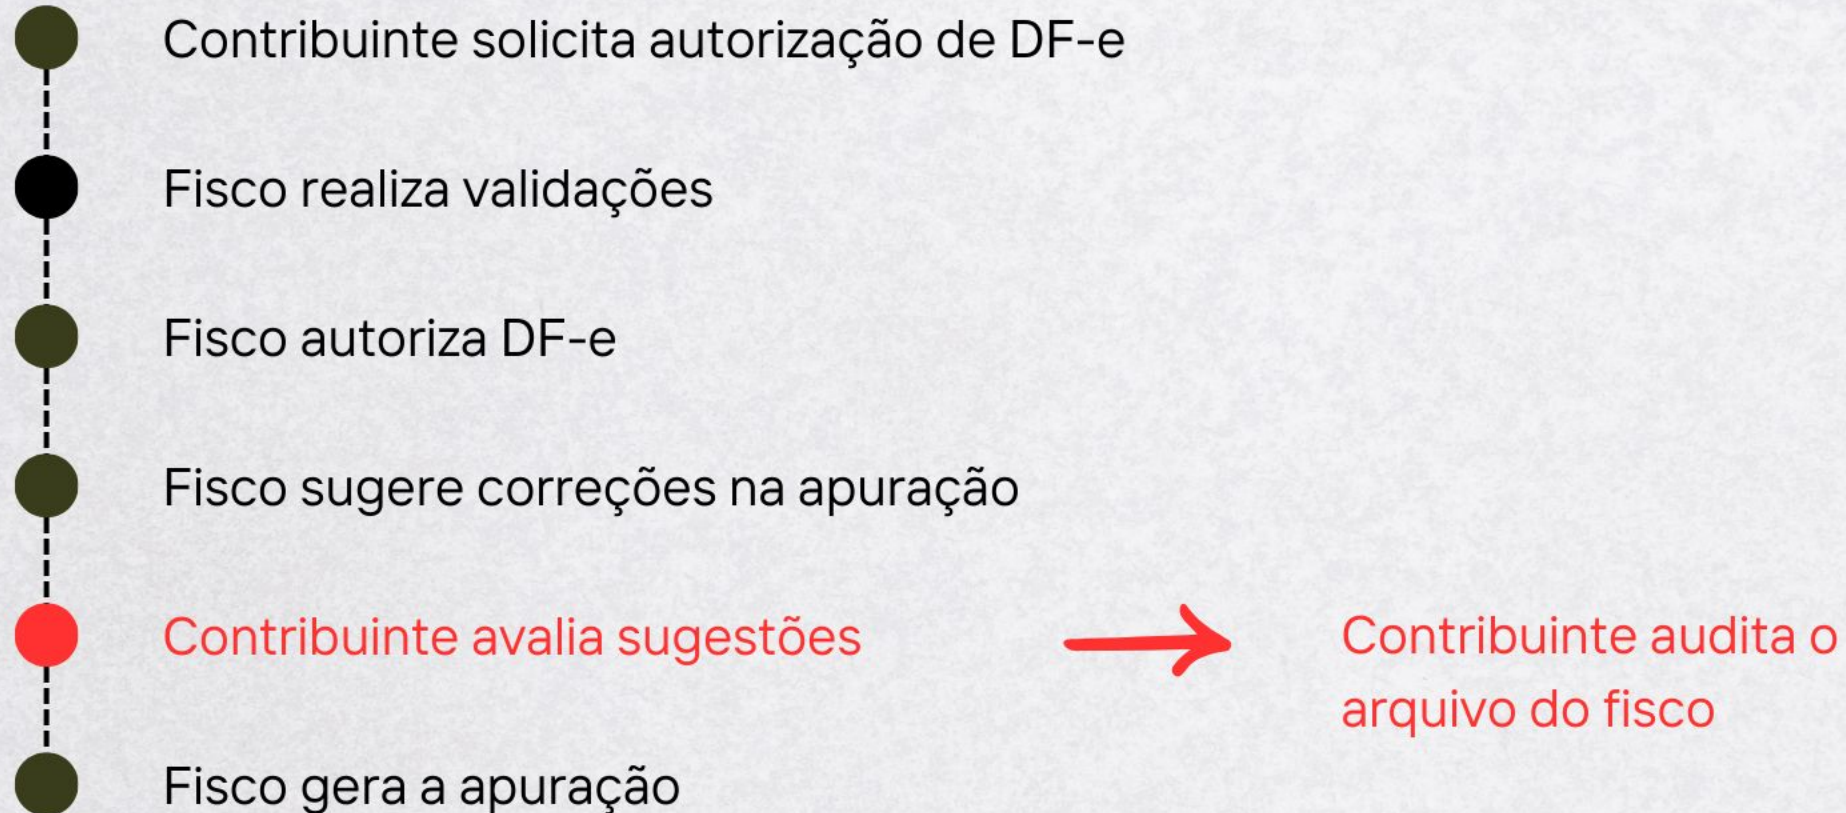 Contribuinte solicita autorização de DF-e
Fisco realiza validações
Fisco autoriza DF-e
Fisco sugere correções na apuração
Contribuinte avalia sugestões
Contribuinte audita o
arquivo do fisco
Fisco gera a apuração